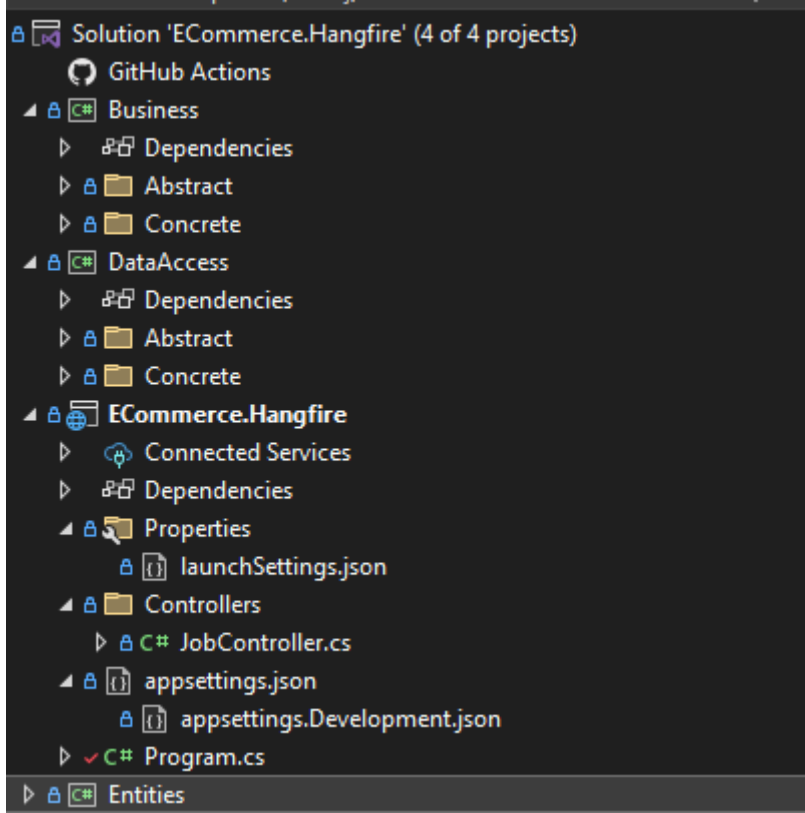 Solution 'ECommerce.Hangfire' (4 of 4 projects)
GitHub Actions
C# Business
Dependencies
Abstract
Concrete
C# DataAccess
Dependencies
Abstract
Concrete
ECommerce.Hangfire
Connected Services
Dependencies
Properties
launchSettings.json
Controllers
C# JobController.cs
appsettings.json
appsettings.Development.json
C# Program.cs
C# Entities